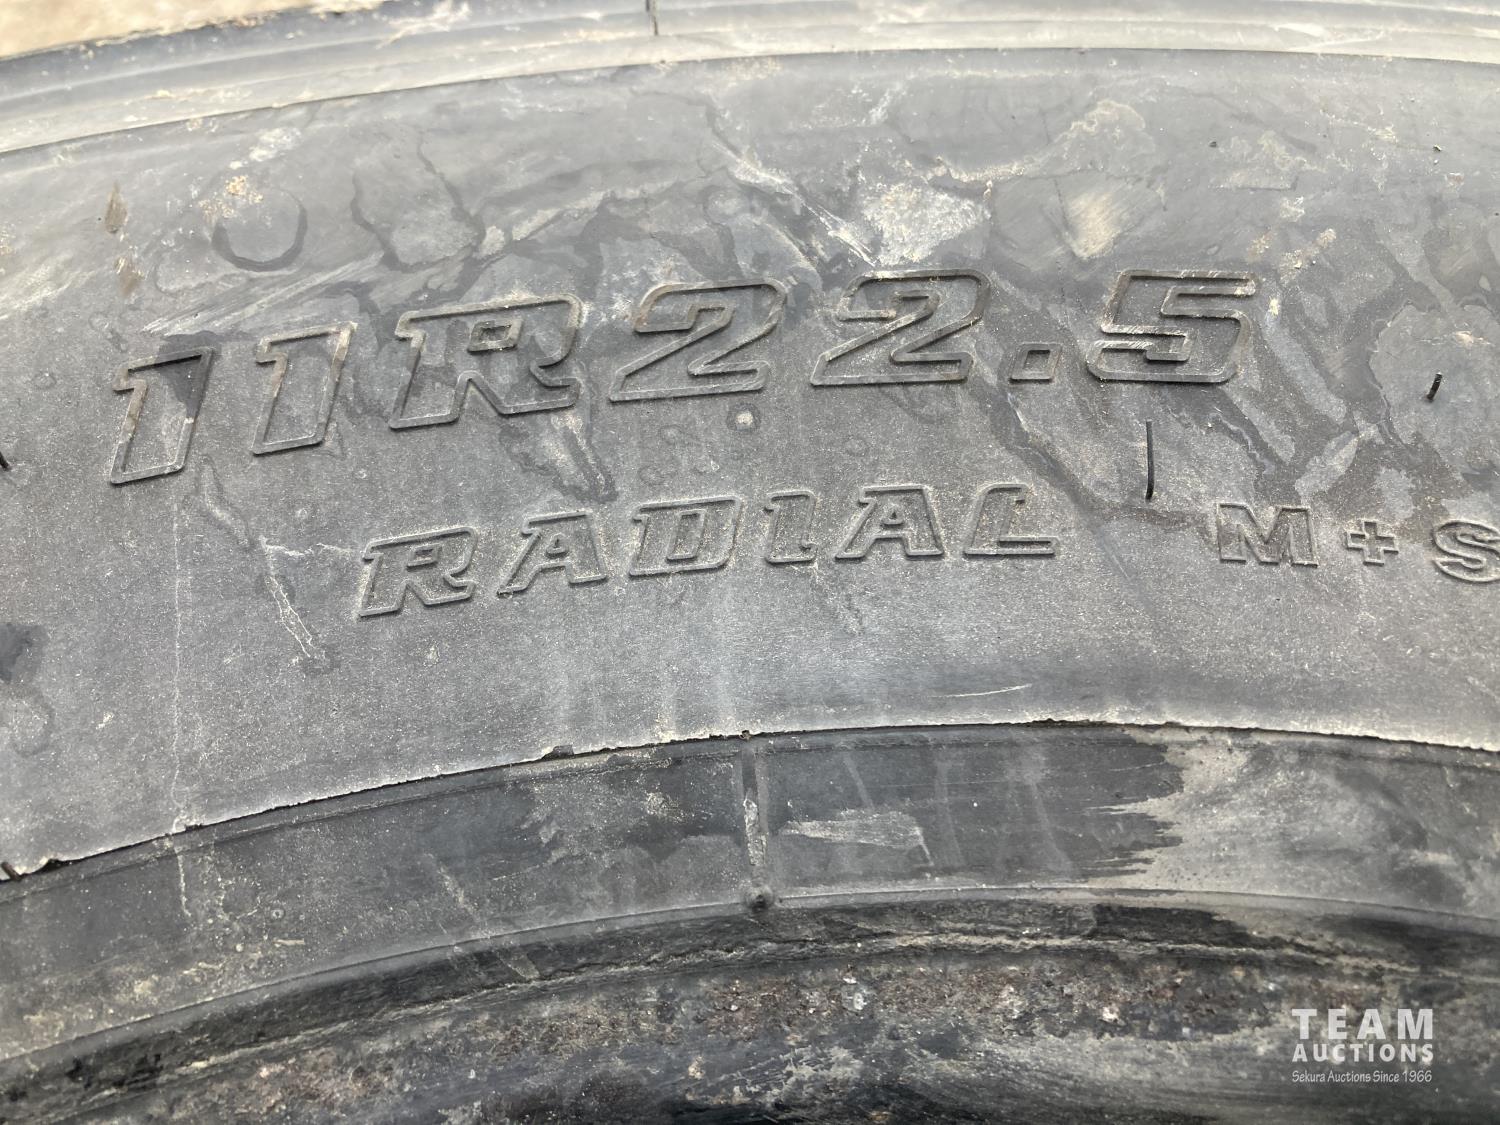 11R22.5
RADIAL M+S
TEAM
AUCTIONS
Sekura Auctions Since 1966